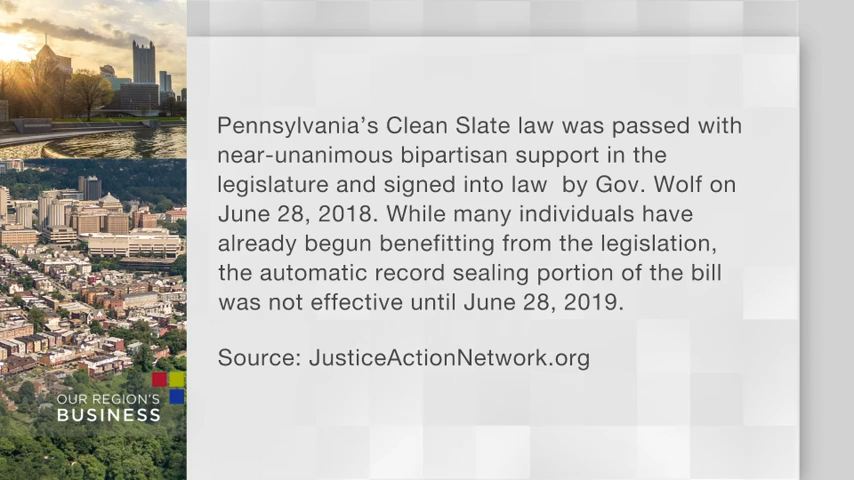 Pennsylvania's Clean Slate law was passed with
near-unanimous bipartisan support in the
legislature and signed into law  by Gov. Wolf on
June 28, 2018. While many individuals have
already begun benefitting from the legislation,
the automatic record sealing portion of the bill
was not effective until June 28, 2019.
Source: JusticeActionNetwork.org
OUR REGION'S
BUSINESS